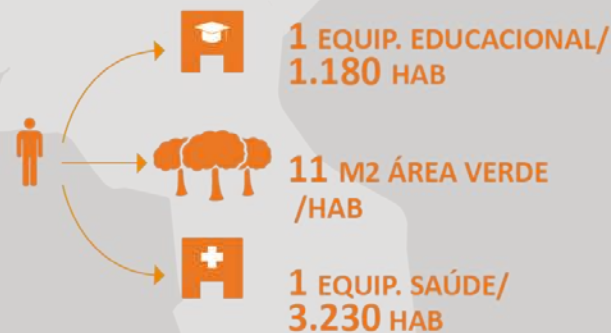 1 EQUIP. EDUCACIONAL/
1.180 HAB
11 M2 ÁREA VERDE
/HAB
1 EQUIP. SAÚDE/
3.230 HAB